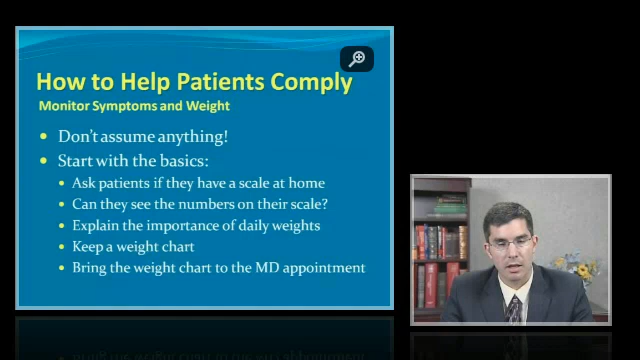 How to Help Patients Comply
Monitor Symptoms and Weight
• Don't assume anything!
• Start with the basics:
• Ask patients if they have a scale at home
• Can they see the numbers on their scale?
• Explain the importance of daily weights
• Keep a weight chart
• Bring the weight chart to the MD appointment